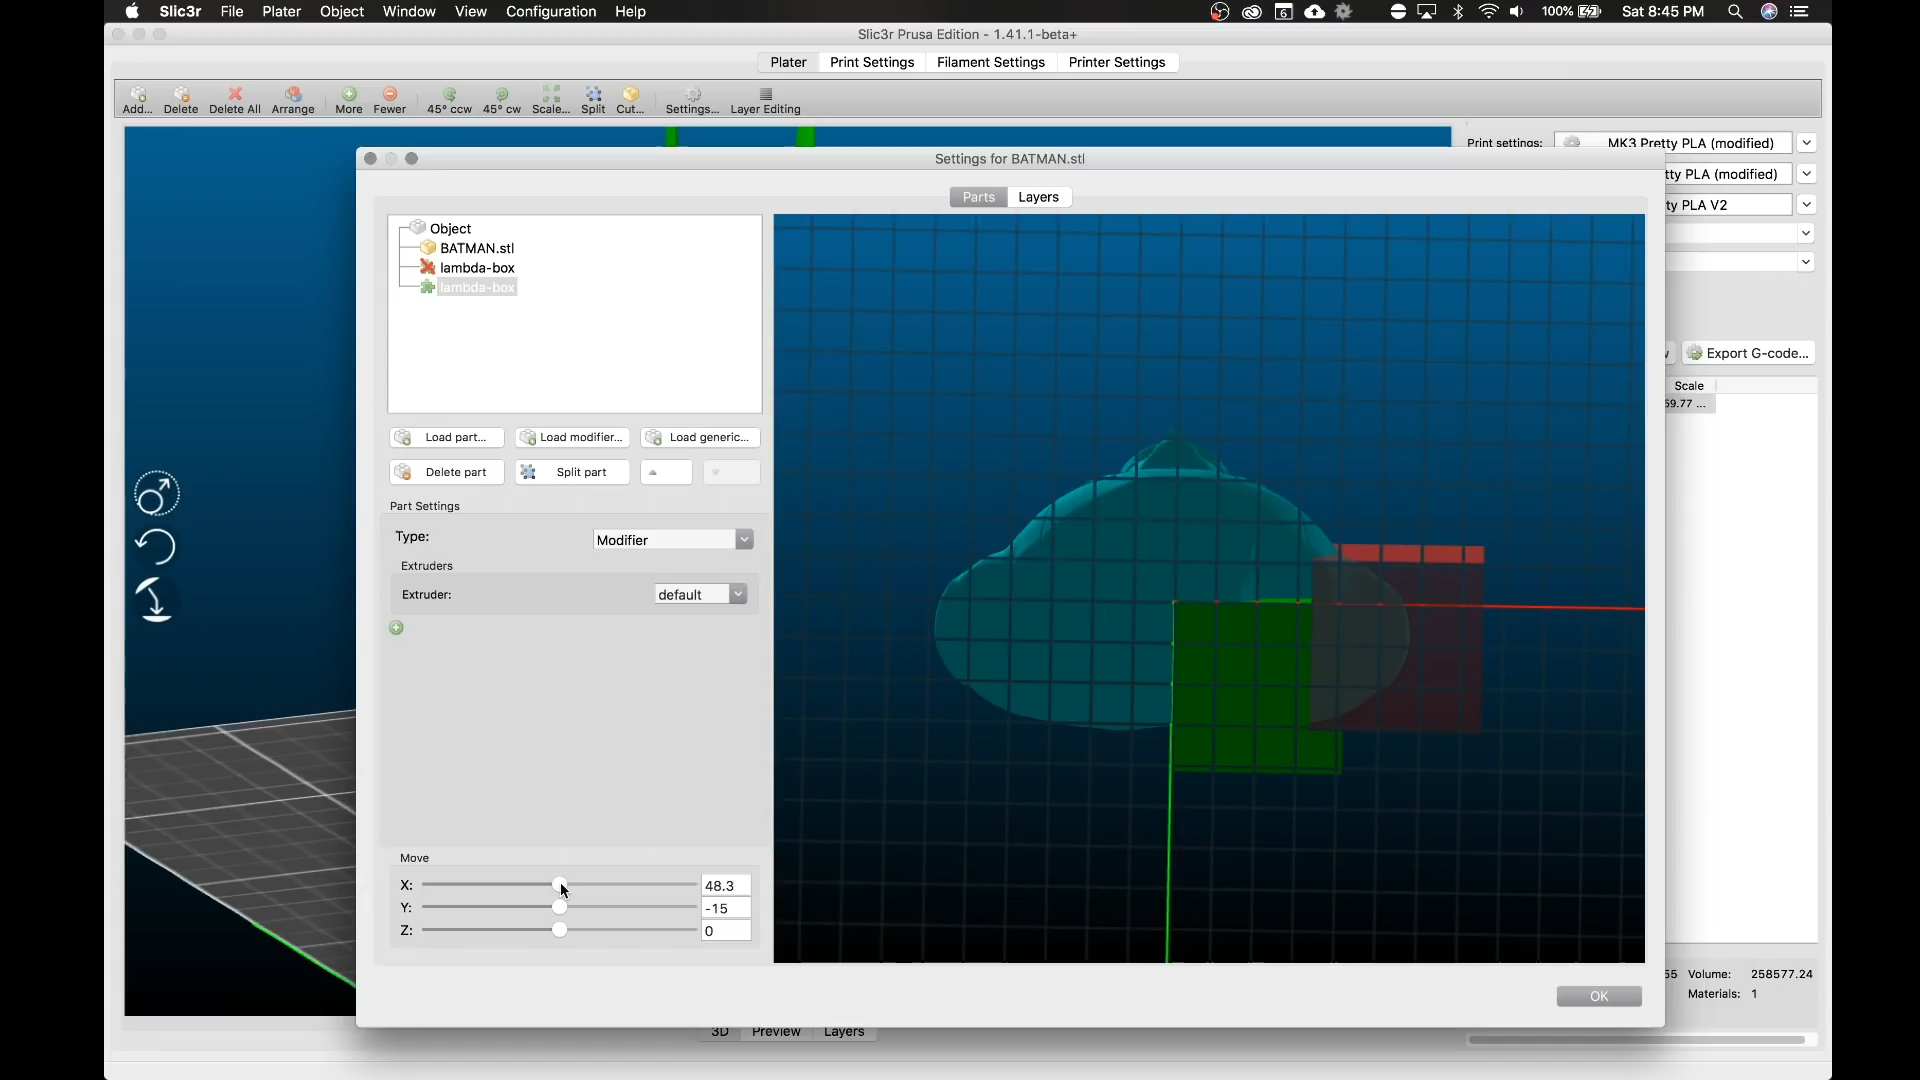 Slic3r File Plater Object Window View Configuration Help 6 100% Sat 8:45 PM
Slic3r Prusa Edition - 1.41.1-beta+
Plater Print Settings Filament Settings Printer Settings
Add... Delete Delete All Arrange More Fewer 45° ccw 45° cw Scale... Split Cut... Settings... Layer Editing
Print settings: MK3 Pretty PLA (modified)
Settings for BATMAN.stl
tty PLA (modified)
Parts Layers
ty PLA V2
Object
BATMAN.stl
lambda-box
lambda-box
Export G-code...
Scale
59.77 ...
Load part... Load modifier... Load generic...
Delete part Split part
Part Settings
Type: Modifier
Extruders
Extruder: default
Move
X: 48.3
Y: -15
Z: 0
55 Volume: 258577.24
Materials: 1
OK
3D Preview Layers